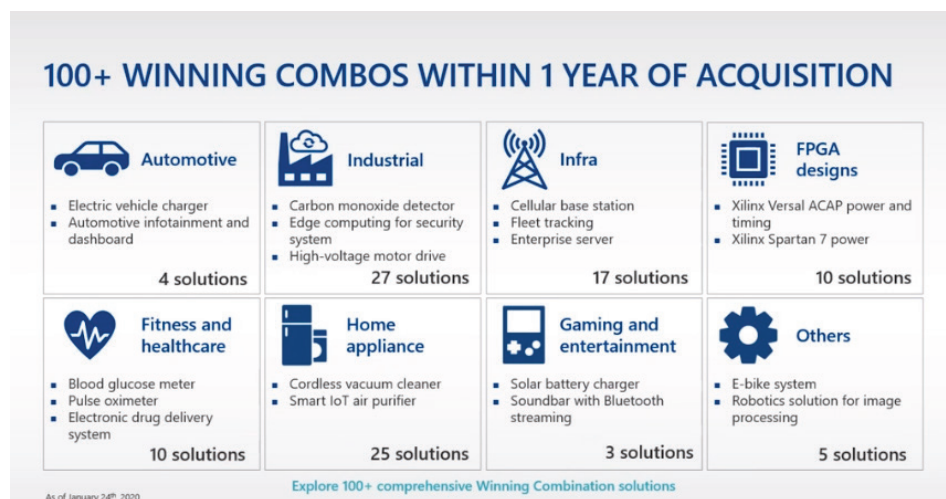 100+ WINNING COMBOS WITHIN 1 YEAR OF ACQUISITION
Automotive
▪ Electric vehicle charger
▪ Automotive infotainment and
dashboard
4 solutions
Industrial
▪ Carbon monoxide detector
▪ Edge computing for security
system
▪ High-voltage motor drive
27 solutions
Infra
▪ Cellular base station
▪ Fleet tracking
▪ Enterprise server
17 solutions
FPGA
designs
▪ Xilinx Versal ACAP power and
timing
▪ Xilinx Spartan 7 power
10 solutions
Fitness and
healthcare
▪ Blood glucose meter
▪ Pulse oximeter
▪ Electronic drug delivery
system
10 solutions
Home
appliance
▪ Cordless vacuum cleaner
▪ Smart IoT air purifier
25 solutions
Gaming and
entertainment
▪ Solar battery charger
▪ Soundbar with Bluetooth
streaming
3 solutions
Others
▪ E-bike system
▪ Robotics solution for image
processing
5 solutions
Explore 100+ comprehensive Winning Combination solutions
As of January 24th, 2020